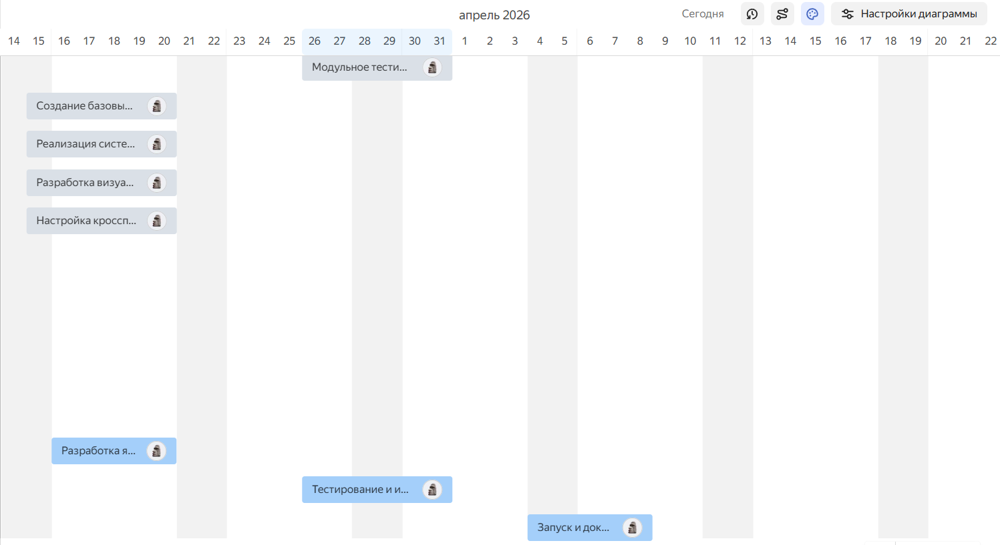 апрель 2026 Сегодня Настройки диаграммы
14 15 16 17 18 19 20 21 22 23 24 25 26 27 28 29 30 31 1 2 3 4 5 6 7 8 9 10 11 12 13 14 15 16 17 18 19 20 21 22
Модульное тести...
Создание базовы...
Реализация систе...
Разработка визуа...
Настройка кроссп...
Разработка я...
Тестирование и и...
Запуск и док...